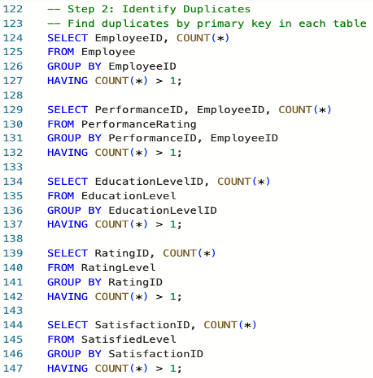 122 -- Step 2: Identify Duplicates
123 -- Find duplicates by primary key in each table
124 SELECT EmployeeID, COUNT(*)
125 FROM Employee
126 GROUP BY EmployeeID
127 HAVING COUNT(*) > 1;
128
129 SELECT PerformanceID, EmployeeID, COUNT(*)
130 FROM PerformanceRating
131 GROUP BY PerformanceID, EmployeeID
132 HAVING COUNT(*) > 1;
133
134 SELECT EducationLevelID, COUNT(*)
135 FROM EducationLevel
136 GROUP BY EducationLevelID
137 HAVING COUNT(*) > 1;
138
139 SELECT RatingID, COUNT(*)
140 FROM RatingLevel
141 GROUP BY RatingID
142 HAVING COUNT(*) > 1;
143
144 SELECT SatisfactionID, COUNT(*)
145 FROM SatisfiedLevel
146 GROUP BY SatisfactionID
147 HAVING COUNT(*) > 1;